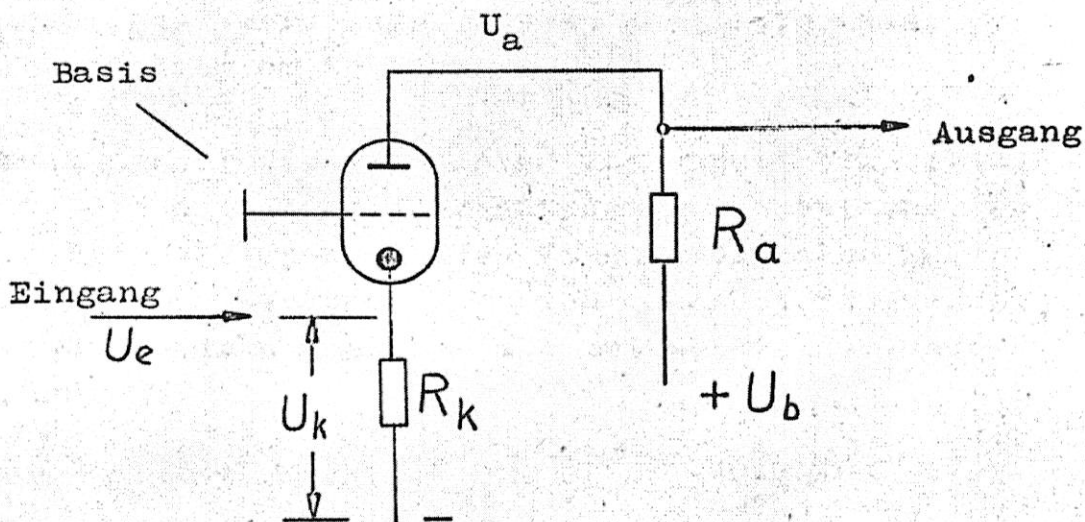 U_a
Basis
Ausgang
R_a
Eingang
U_e
U_k
R_k
+ U_b